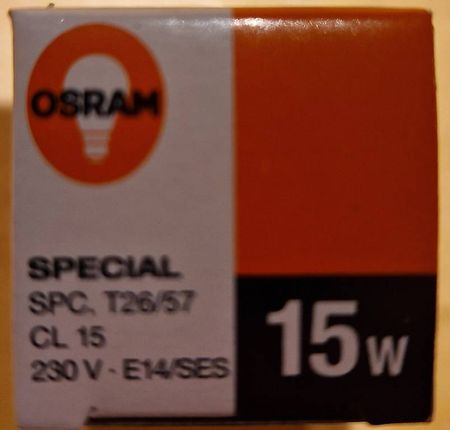 OSRAM
SPECIAL
SPC. T26/57
CL 15
230 V - E14/SES
15 W